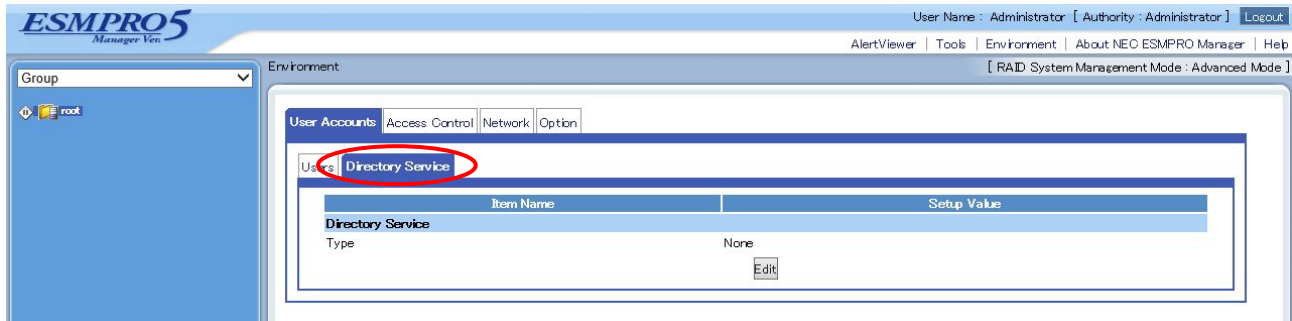 ESMPRO5
Manager Ver.
User Name : Administrator [ Authority : Administrator ] Logout
AlertViewer | Tools | Environment | About NEC ESMPRO Manager | Help
Group
Environment
[ RAID System Management Mode : Advanced Mode ]
root
User Accounts Access Control Network Option
Users Directory Service
Item Name Setup Value
Directory Service
Type None
Edit